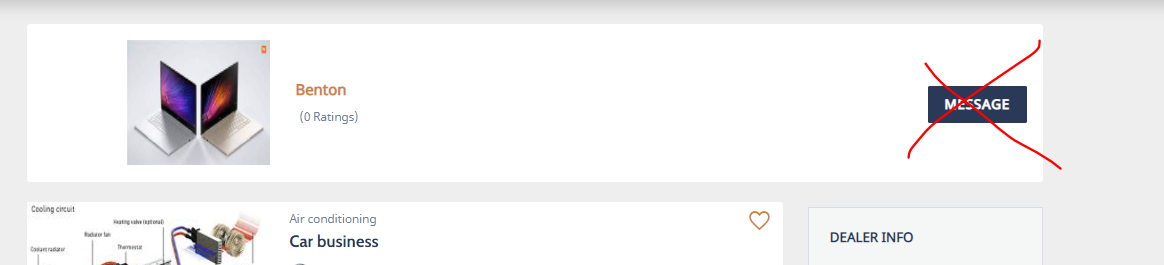 Benton
(0 Ratings)
MESSAGE
Cooling circuit
Heating valve (optional)
Radiator fan
Coolant radiator
Thermostat
Air conditioning
Car business
DEALER INFO